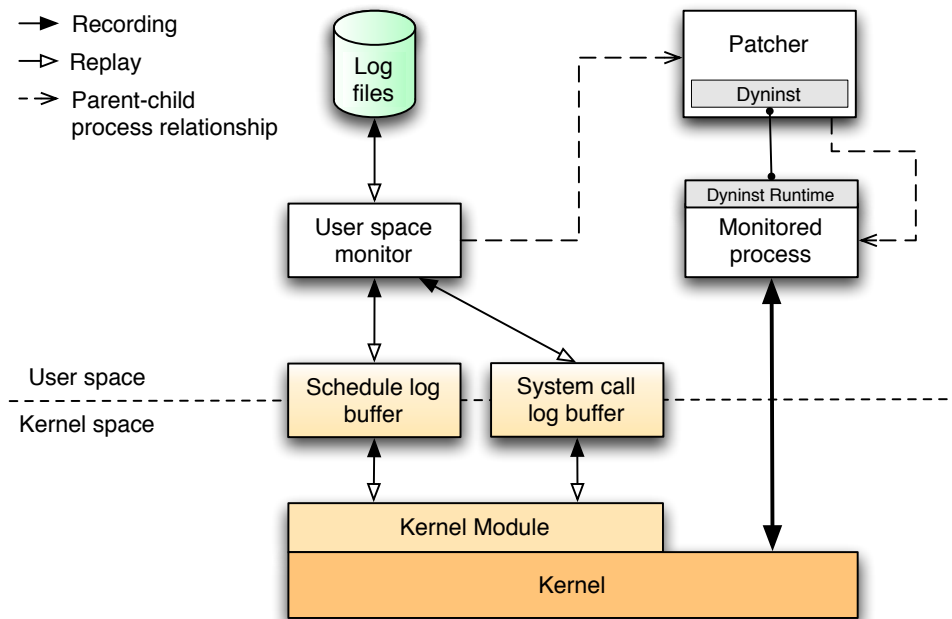 Recording
Replay
Parent-child
process relationship
Log
files
Patcher
Dyninst
Dyninst Runtime
Monitored
process
User space
monitor
User space
Kernel space
Schedule log
buffer
System call
log buffer
Kernel Module
Kernel